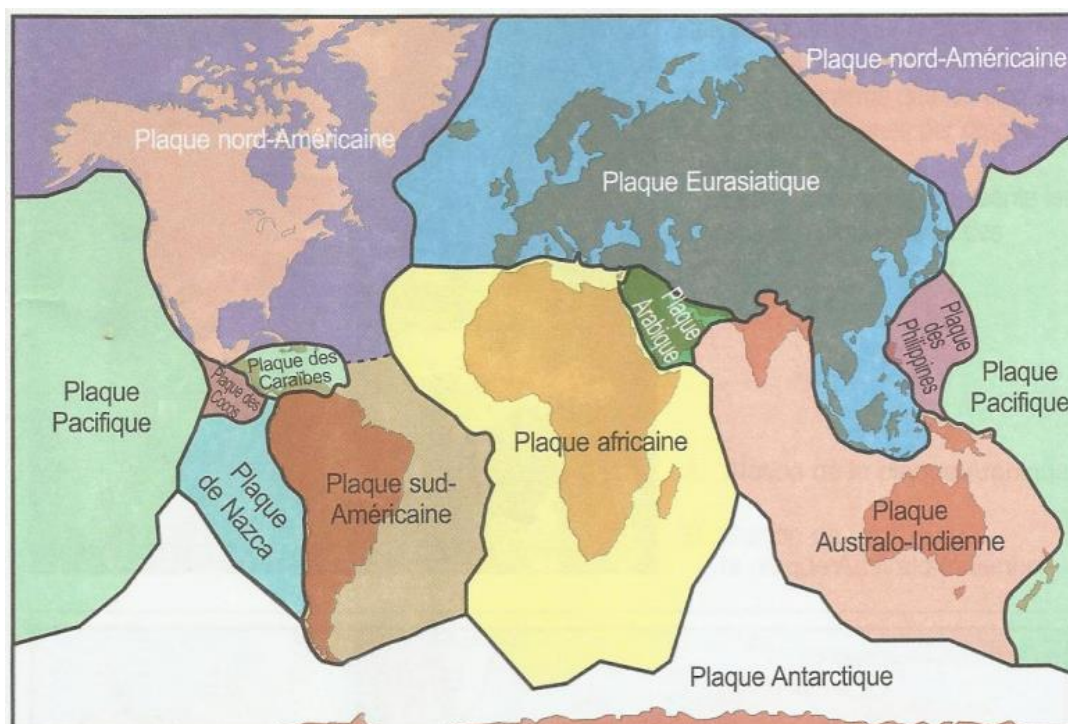 Plaque nord-Américaine
Plaque nord-Américaine
Plaque Eurasiatique
Plaque
Arabique
Plaque
des
Philippines
Plaque des
Caraïbes
Plaque des
Cocos
Plaque
Pacifique
Plaque
Pacifique
Plaque africaine
Plaque
de Nazca
Plaque sud-
Américaine
Plaque
Australo-Indienne
Plaque Antarctique